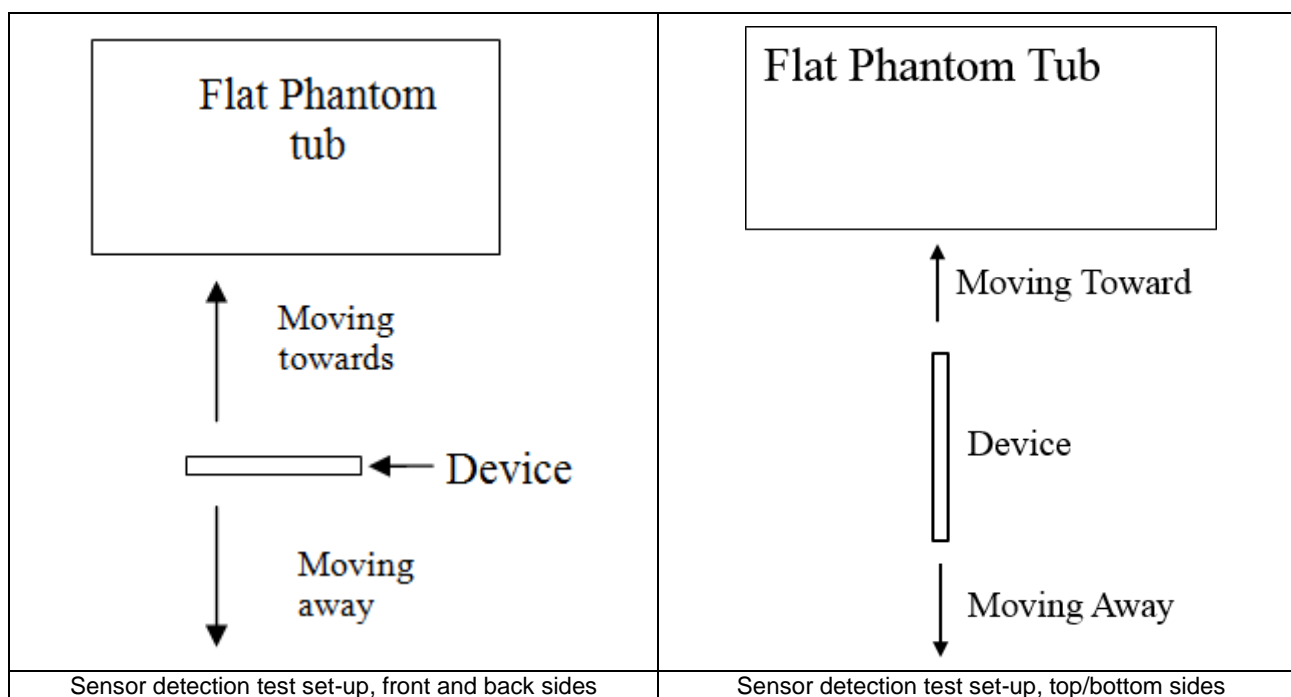 Flat Phantom
tub
Moving
towards
Device
Moving
away
Sensor detection test set-up, front and back sides
Flat Phantom Tub
Moving Toward
Device
Moving Away
Sensor detection test set-up, top/bottom sides